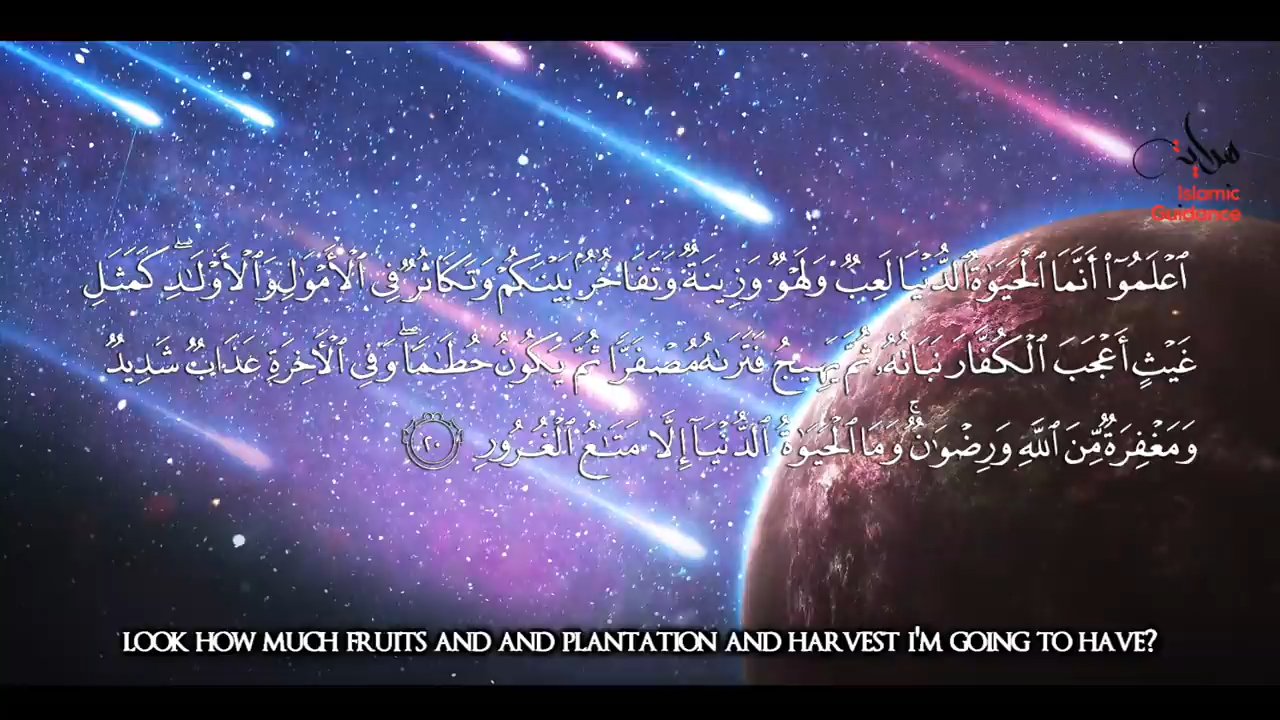 هداية
Islamic
Guidance
ٱعْلَمُوٓا۟ أَنَّمَا ٱلْحَيَوٰةُ ٱلدُّنْيَا لَعِبٌ وَلَهْوٌ وَزِينَةٌ وَتَفَاخُرٌۢ بَيْنَكُمْ وَتَكَاثُرٌ فِى ٱلْأَمْوَٰلِ وَٱلْأَوْلَـٰدِ ۖ كَمَثَلِ
غَيْثٍ أَعْجَبَ ٱلْكُفَّارَ نَبَاتُهُۥ ثُمَّ يَهِيجُ فَتَرَىٰهُ مُصْفَرًّا ثُمَّ يَكُونُ حُطَـٰمًا ۖ وَفِى ٱلْـَٔاخِرَةِ عَذَابٌ شَدِيدٌ
وَمَغْفِرَةٌ مِّنَ ٱللَّهِ وَرِضْوَٰنٌ ۚ وَمَا ٱلْحَيَوٰةُ ٱلدُّنْيَآ إِلَّا مَتَـٰعُ ٱلْغُرُورِ ٢٠
LOOK HOW MUCH FRUITS AND AND PLANTATION AND HARVEST I'M GOING TO HAVE?